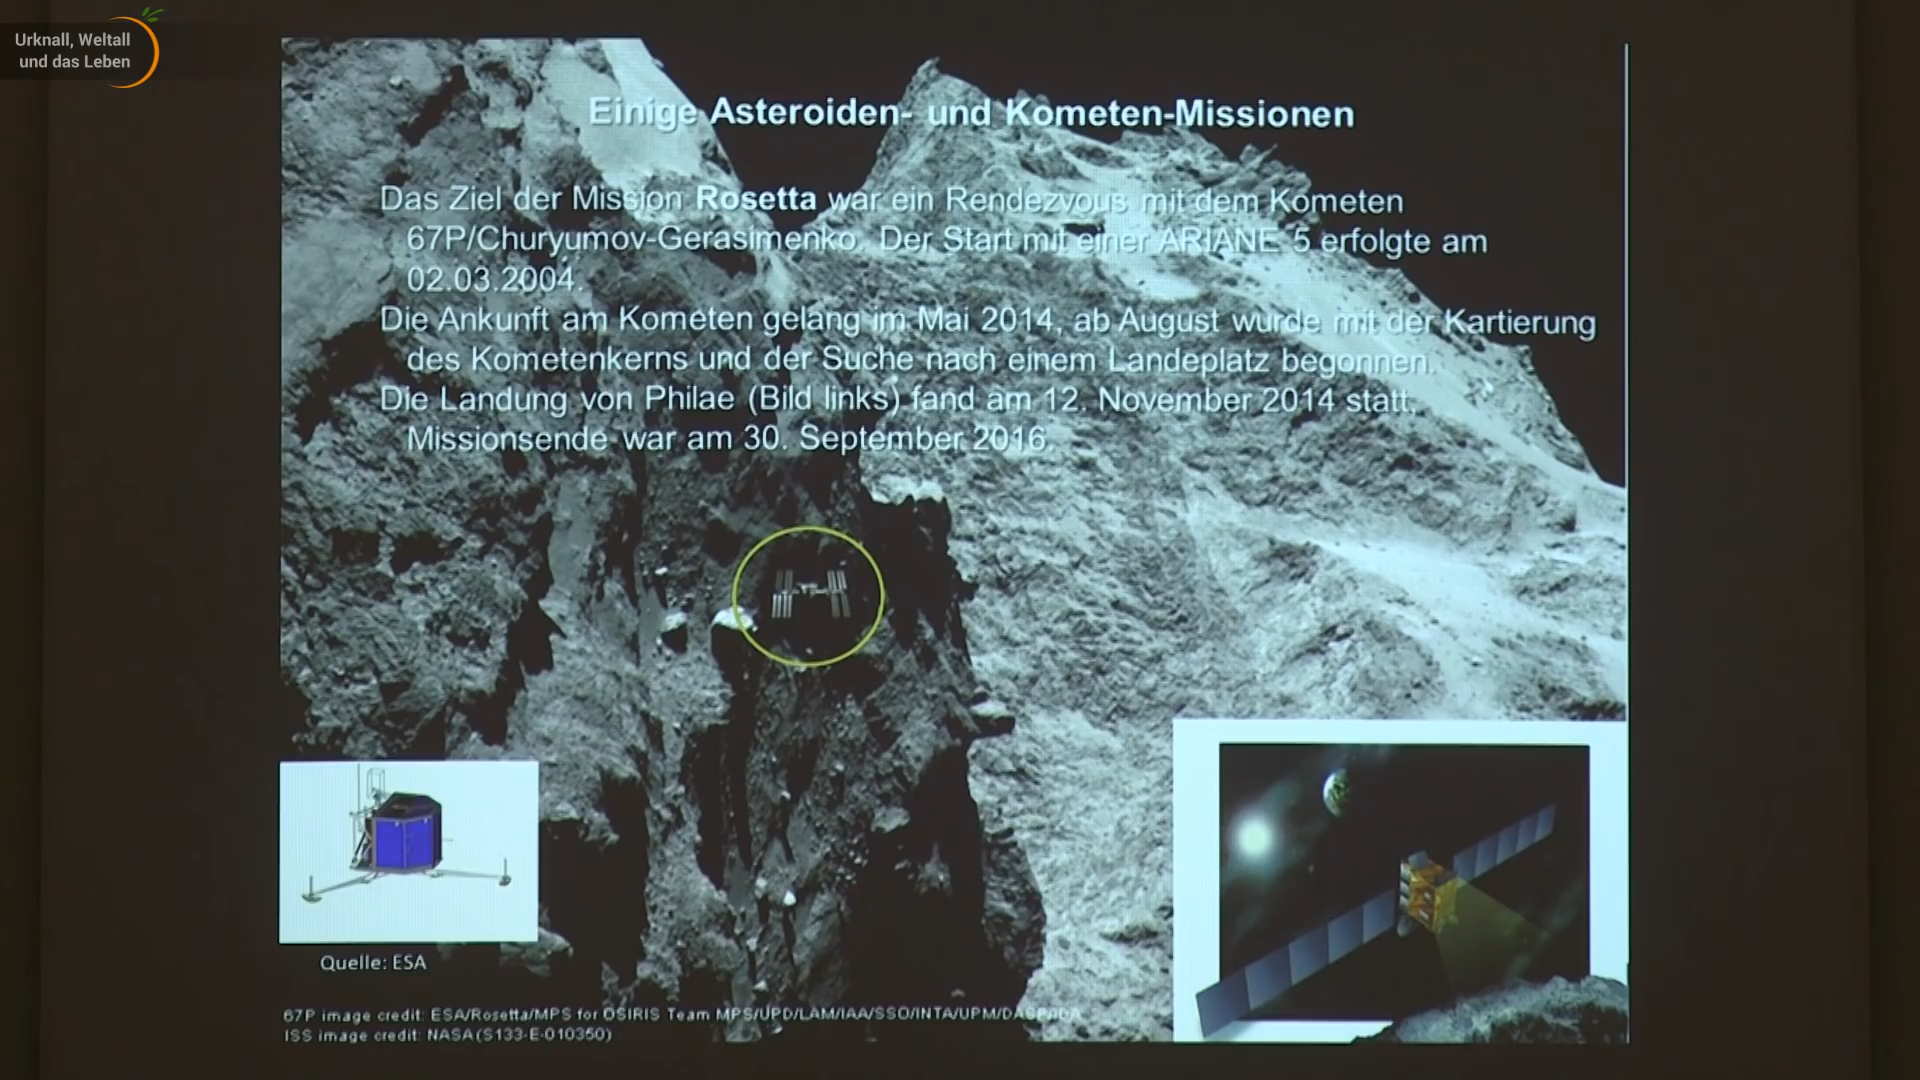 Urknall, Weltall
und das Leben
Einige Asteroiden- und Kometen-Missionen
Das Ziel der Mission Rosetta war ein Rendezvous mit dem Kometen
67P/Churyumov-Gerasimenko. Der Start mit einer ARIANE 5 erfolgte am
02.03.2004.
Die Ankunft am Kometen gelang im Mai 2014, ab August wurde mit der Kartierung
des Kometenkerns und der Suche nach einem Landeplatz begonnen.
Die Landung von Philae (Bild links) fand am 12. November 2014 statt,
Missionsende war am 30. September 2016.
Quelle: ESA
67P image credit: ESA/Rosetta/MPS for OSIRIS Team MPS/UPD/LAM/IAA/SSO/INTA/UPM/DASP/IDA
ISS image credit: NASA (S133-E-010350)